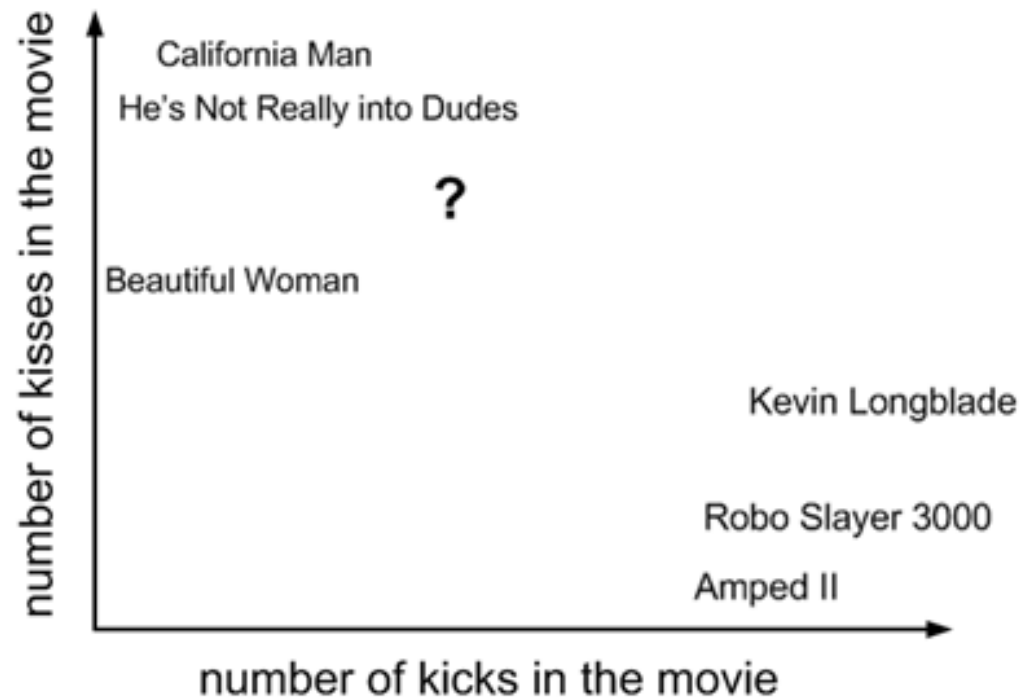 number of kisses in the movie
California Man
He's Not Really into Dudes
?
Beautiful Woman
Kevin Longblade
Robo Slayer 3000
Amped II
number of kicks in the movie